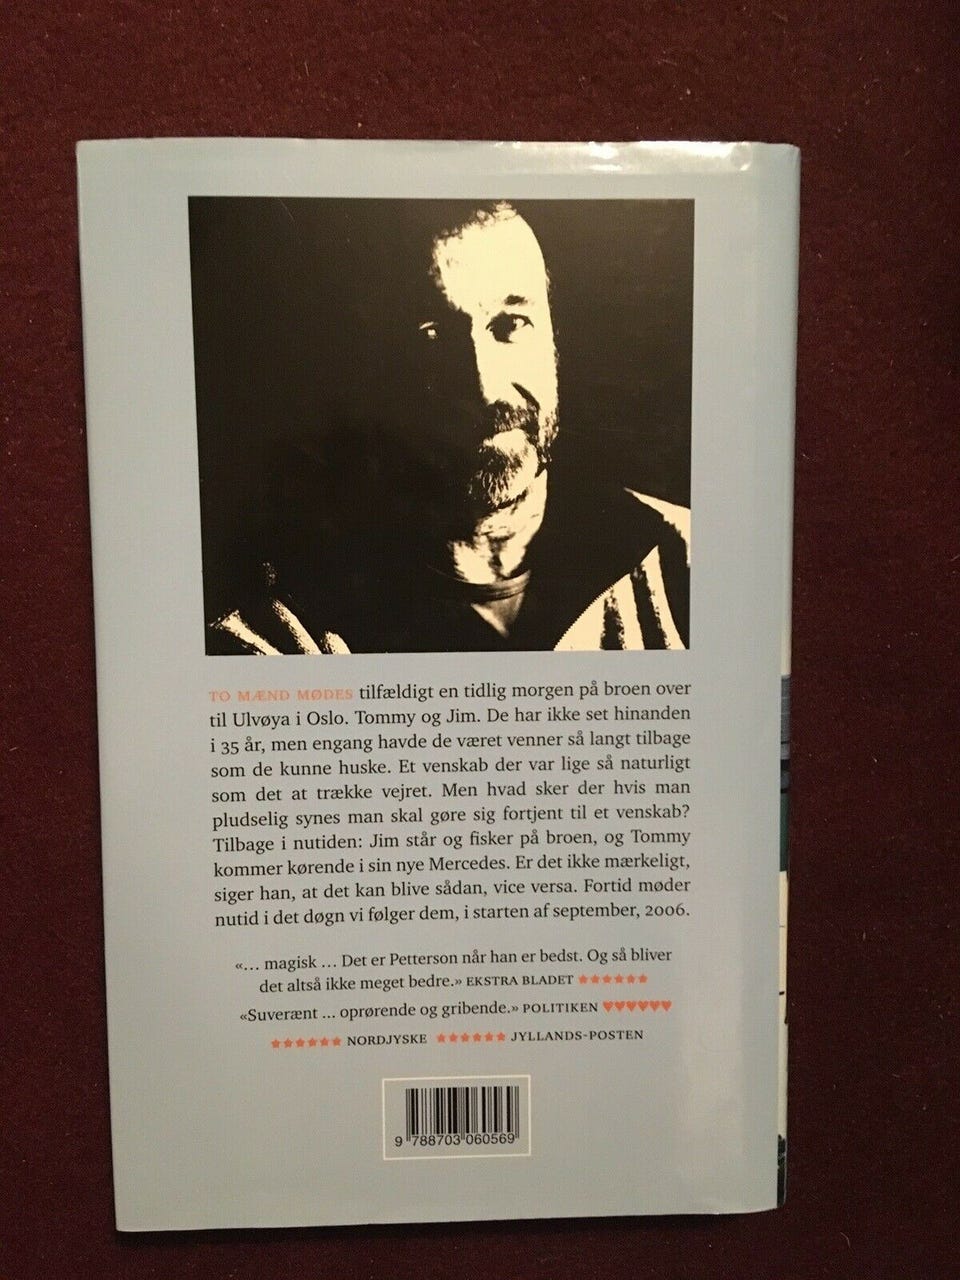 TO MÆND MØDES tilfældigt en tidlig morgen på broen over
til Ulvøya i Oslo. Tommy og Jim. De har ikke set hinanden
i 35 år, men engang havde de været venner så langt tilbage
som de kunne huske. Et venskab der var lige så naturligt
som det at trække vejret. Men hvad sker der hvis man
pludselig synes man skal gøre sig fortjent til et venskab?
Tilbage i nutiden: Jim står og fisker på broen, og Tommy
kommer kørende i sin nye Mercedes. Er det ikke mærkeligt,
siger han, at det kan blive sådan, vice versa. Fortid møder
nutid i det døgn vi følger dem, i starten af september, 2006.
«... magisk ... Det er Petterson når han er bedst. Og så bliver
det altså ikke meget bedre.» EKSTRA BLADET ★★★★★★
«Suverænt ... oprørende og gribende.» POLITIKEN ♥♥♥♥♥♥
★★★★★★ NORDJYSKE ★★★★★★ JYLLANDS-POSTEN
9 788703 060569